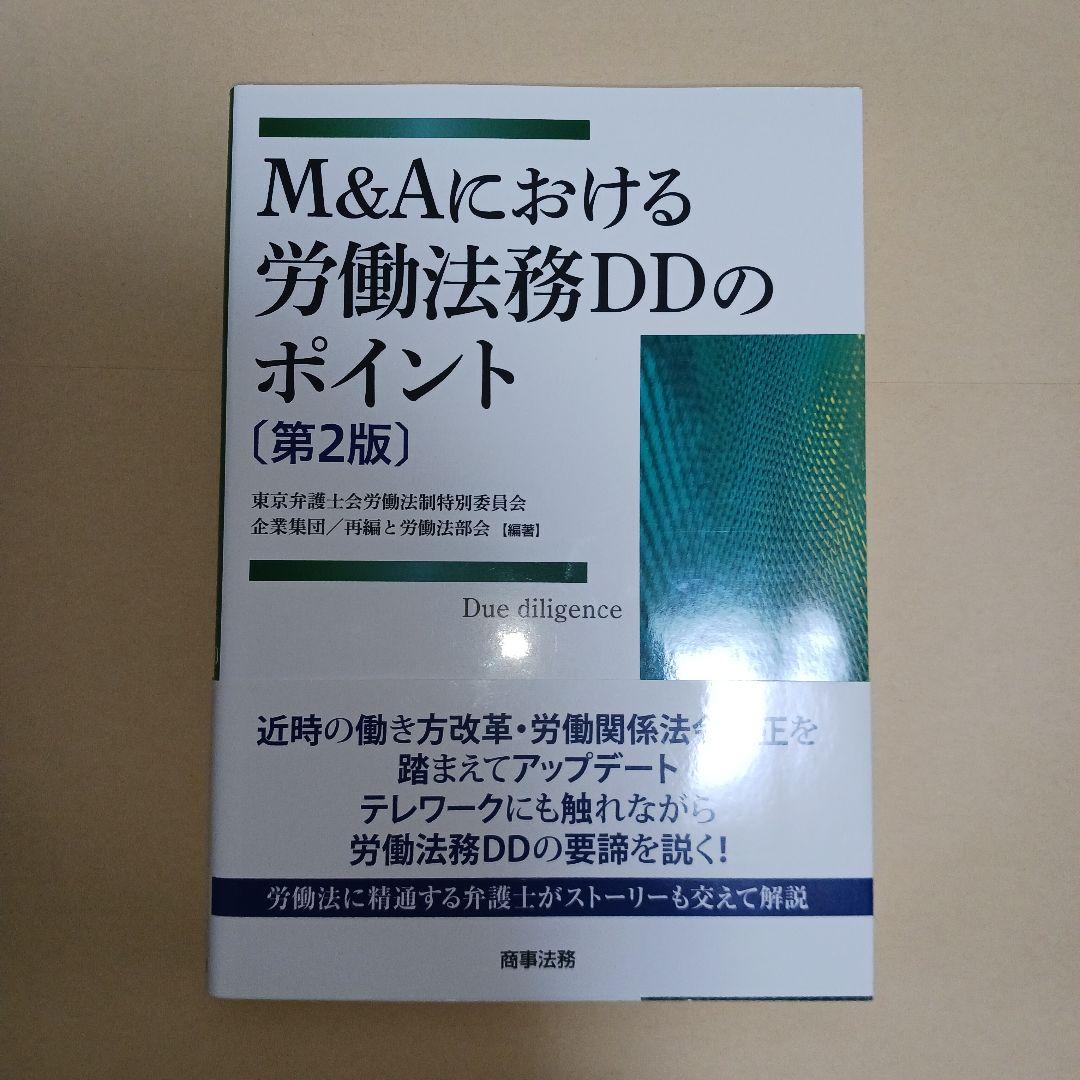 M&Aにおける
労働法務DDの
ポイント
〔第2版〕
東京弁護士会労働法制特別委員会
企業集団／再編と労働法部会【編著】
Due diligence
近時の働き方改革・労働関係法令 正を
踏まえてアップデート
テレワークにも触れながら
労働法務DDの要諦を説く!
労働法に精通する弁護士がストーリーも交えて解説
商事法務